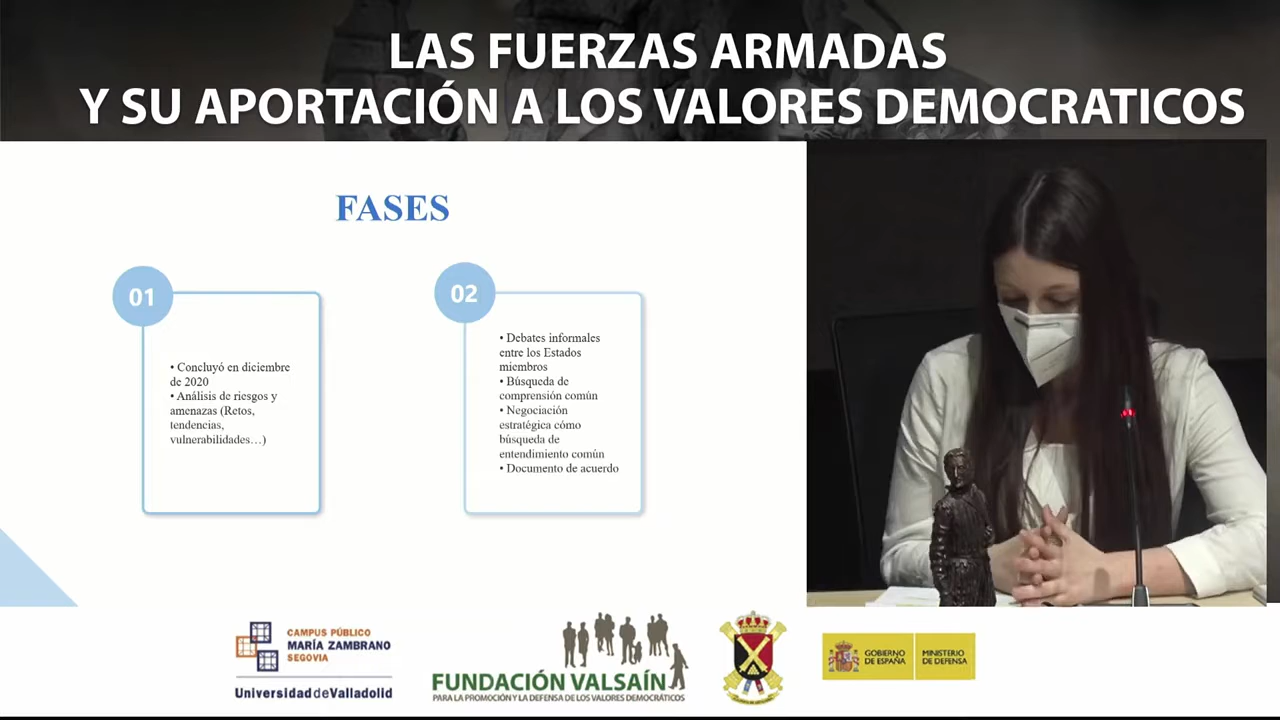 LAS FUERZAS ARMADAS
Y SU APORTACIÓN A LOS VALORES DEMOCRATICOS
FASES
01
• Concluyó en diciembre
de 2020
• Análisis de riesgos y
amenazas (Retos,
tendencias,
vulnerabilidades…)
02
• Debates informales
entre los Estados
miembros
• Búsqueda de
comprensión común
• Negociación
estratégica cómo
búsqueda de
entendimiento común
• Documento de acuerdo
CAMPUS PÚBLICO
MARÍA ZAMBRANO
SEGOVIA
UniversidaddeValladolid
FUNDACIÓN VALSAÍN
PARA LA PROMOCIÓN Y LA DEFENSA DE LOS VALORES DEMOCRÁTICOS
GOBIERNO
DE ESPAÑA
MINISTERIO
DE DEFENSA